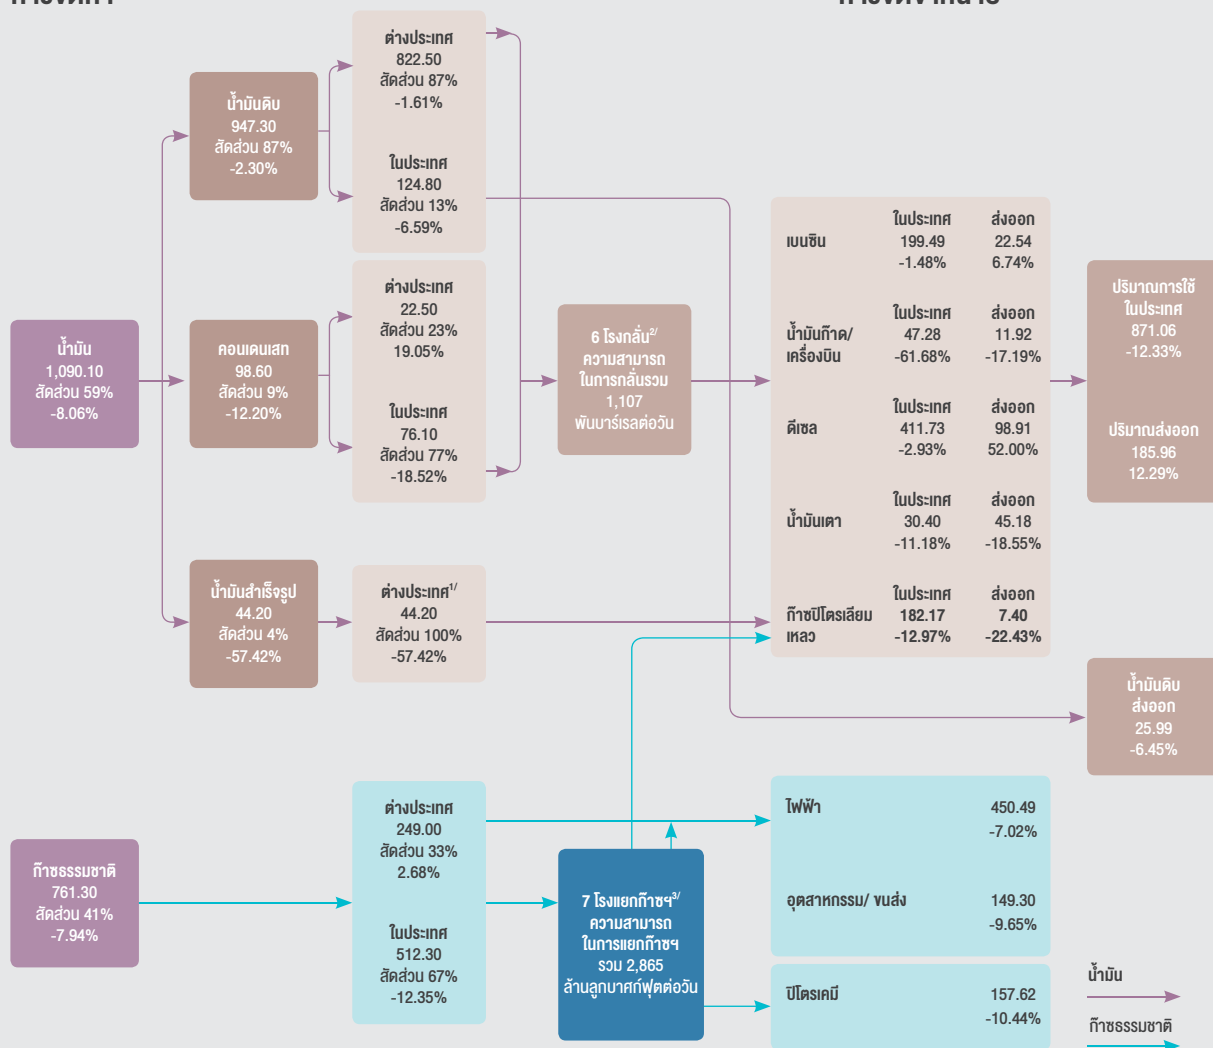 น้ำมัน
1,090.10
สัดส่วน 59%
-8.06%
ก๊าซธรรมชาติ
761.30
สัดส่วน 41%
-7.94%
น้ำมันดิบ
947.30
สัดส่วน 87%
-2.30%
คอนเดนเสท
98.60
สัดส่วน 9%
-12.20%
น้ำมันสำเร็จรูป
44.20
สัดส่วน 4%
-57.42%
ต่างประเทศ
822.50
สัดส่วน 87%
-1.61%
ในประเทศ
124.80
สัดส่วน 13%
-6.59%
ต่างประเทศ
22.50
สัดส่วน 23%
19.05%
ในประเทศ
76.10
สัดส่วน 77%
-18.52%
ต่างประเทศ1/
44.20
สัดส่วน 100%
-57.42%
ต่างประเทศ
249.00
สัดส่วน 33%
2.68%
ในประเทศ
512.30
สัดส่วน 67%
-12.35%
6 โรงกลั่น2/
ความสามารถ
ในการกลั่นรวม
1,107
พันบาร์เรลต่อวัน
7 โรงแยกก๊าซฯ3/
ความสามารถ
ในการแยกก๊าซฯ
รวม 2,865
ล้านลูกบาศก์ฟุตต่อวัน
ในประเทศ ส่งออก
เบนซิน 199.49 22.54
-1.48% 6.74%
ในประเทศ ส่งออก
น้ำมันก๊าด/ 47.28 11.92
เครื่องบิน -61.68% -17.19%
ในประเทศ ส่งออก
ดีเซล 411.73 98.91
-2.93% 52.00%
ในประเทศ ส่งออก
น้ำมันเตา 30.40 45.18
-11.18% -18.55%
ในประเทศ ส่งออก
ก๊าซปิโตรเลียม 182.17 7.40
เหลว -12.97% -22.43%
ปริมาณการใช้
ในประเทศ
871.06
-12.33%
ปริมาณส่งออก
185.96
12.29%
น้ำมันดิบ
ส่งออก
25.99
-6.45%
ไฟฟ้า 450.49
-7.02%
อุตสาหกรรม/ ขนส่ง 149.30
-9.65%
ปิโตรเคมี 157.62
-10.44%
น้ำมัน
ก๊าซธรรมชาติ